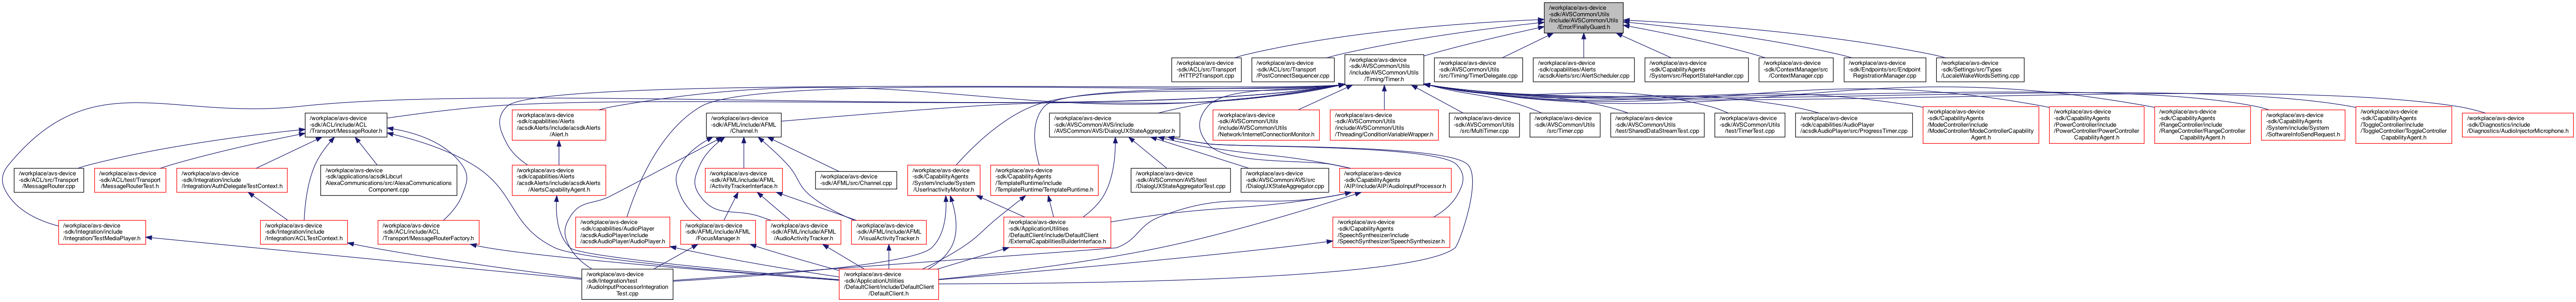 /workplace/avs-device
-sdk/AVSCommon/Utils
/include/AVSCommon/Utils
/Error/FinallyGuard.h
/workplace/avs-device
-sdk/ACL/src/Transport
/HTTP2Transport.cpp
/workplace/avs-device
-sdk/ACL/src/Transport
/PostConnectSequencer.cpp
/workplace/avs-device
-sdk/AVSCommon/Utils
/include/AVSCommon/Utils
/Timing/Timer.h
/workplace/avs-device
-sdk/AVSCommon/Utils
/src/Timing/TimerDelegate.cpp
/workplace/avs-device
-sdk/capabilities/Alerts
/acsdkAlerts/src/AlertScheduler.cpp
/workplace/avs-device
-sdk/CapabilityAgents
/System/src/ReportStateHandler.cpp
/workplace/avs-device
-sdk/ContextManager/src
/ContextManager.cpp
/workplace/avs-device
-sdk/Endpoints/src/Endpoint
RegistrationManager.cpp
/workplace/avs-device
-sdk/Settings/src/Types
/LocaleWakeWordsSetting.cpp
/workplace/avs-device
-sdk/ACL/include/ACL
/Transport/MessageRouter.h
/workplace/avs-device
-sdk/capabilities/Alerts
/acsdkAlerts/include/acsdkAlerts
/Alert.h
/workplace/avs-device
-sdk/AFML/include/AFML
/Channel.h
/workplace/avs-device
-sdk/AVSCommon/AVS/include
/AVSCommon/AVS/DialogUXStateAggregator.h
/workplace/avs-device
-sdk/AVSCommon/Utils
/include/AVSCommon/Utils
/Network/InternetConnectionMonitor.h
/workplace/avs-device
-sdk/AVSCommon/Utils
/include/AVSCommon/Utils
/Threading/ConditionVariableWrapper.h
/workplace/avs-device
-sdk/AVSCommon/Utils
/src/MultiTimer.cpp
/workplace/avs-device
-sdk/AVSCommon/Utils
/src/Timer.cpp
/workplace/avs-device
-sdk/AVSCommon/Utils
/test/SharedDataStreamTest.cpp
/workplace/avs-device
-sdk/AVSCommon/Utils
/test/TimerTest.cpp
/workplace/avs-device
-sdk/capabilities/AudioPlayer
/acsdkAudioPlayer/src/ProgressTimer.cpp
/workplace/avs-device
-sdk/CapabilityAgents
/ModeController/include
/ModeController/ModeControllerCapability
Agent.h
/workplace/avs-device
-sdk/CapabilityAgents
/PowerController/include
/PowerController/PowerController
CapabilityAgent.h
/workplace/avs-device
-sdk/CapabilityAgents
/RangeController/include
/RangeController/RangeController
CapabilityAgent.h
/workplace/avs-device
-sdk/CapabilityAgents
/System/include/System
/SoftwareInfoSendRequest.h
/workplace/avs-device
-sdk/CapabilityAgents
/ToggleController/include
/ToggleController/ToggleController
CapabilityAgent.h
/workplace/avs-device
-sdk/Diagnostics/include
/Diagnostics/AudioInjectorMicrophone.h
/workplace/avs-device
-sdk/ACL/src/Transport
/MessageRouter.cpp
/workplace/avs-device
-sdk/ACL/test/Transport
/MessageRouterTest.h
/workplace/avs-device
-sdk/Integration/include
/Integration/AuthDelegateTestContext.h
/workplace/avs-device
-sdk/applications/acsdkLibcurl
AlexaCommunications/src/AlexaCommunications
Component.cpp
/workplace/avs-device
-sdk/capabilities/Alerts
/acsdkAlerts/include/acsdkAlerts
/AlertsCapabilityAgent.h
/workplace/avs-device
-sdk/AFML/include/AFML
/ActivityTrackerInterface.h
/workplace/avs-device
-sdk/AFML/src/Channel.cpp
/workplace/avs-device
-sdk/CapabilityAgents
/System/include/System
/UserInactivityMonitor.h
/workplace/avs-device
-sdk/CapabilityAgents
/TemplateRuntime/include
/TemplateRuntime/TemplateRuntime.h
/workplace/avs-device
-sdk/AVSCommon/AVS/test
/DialogUXStateAggregatorTest.cpp
/workplace/avs-device
-sdk/AVSCommon/AVS/src
/DialogUXStateAggregator.cpp
/workplace/avs-device
-sdk/CapabilityAgents
/AIP/include/AIP/AudioInputProcessor.h
/workplace/avs-device
-sdk/Integration/include
/Integration/TestMediaPlayer.h
/workplace/avs-device
-sdk/Integration/include
/Integration/ACLTestContext.h
/workplace/avs-device
-sdk/ACL/include/ACL
/Transport/MessageRouterFactory.h
/workplace/avs-device
-sdk/capabilities/AudioPlayer
/acsdkAudioPlayer/include
/acsdkAudioPlayer/AudioPlayer.h
/workplace/avs-device
-sdk/AFML/include/AFML
/FocusManager.h
/workplace/avs-device
-sdk/AFML/include/AFML
/AudioActivityTracker.h
/workplace/avs-device
-sdk/AFML/include/AFML
/VisualActivityTracker.h
/workplace/avs-device
-sdk/ApplicationUtilities
/DefaultClient/include/DefaultClient
/ExternalCapabilitiesBuilderInterface.h
/workplace/avs-device
-sdk/CapabilityAgents
/SpeechSynthesizer/include
/SpeechSynthesizer/SpeechSynthesizer.h
/workplace/avs-device
-sdk/Integration/test
/AudioInputProcessorIntegration
Test.cpp
/workplace/avs-device
-sdk/ApplicationUtilities
/DefaultClient/include/DefaultClient
/DefaultClient.h